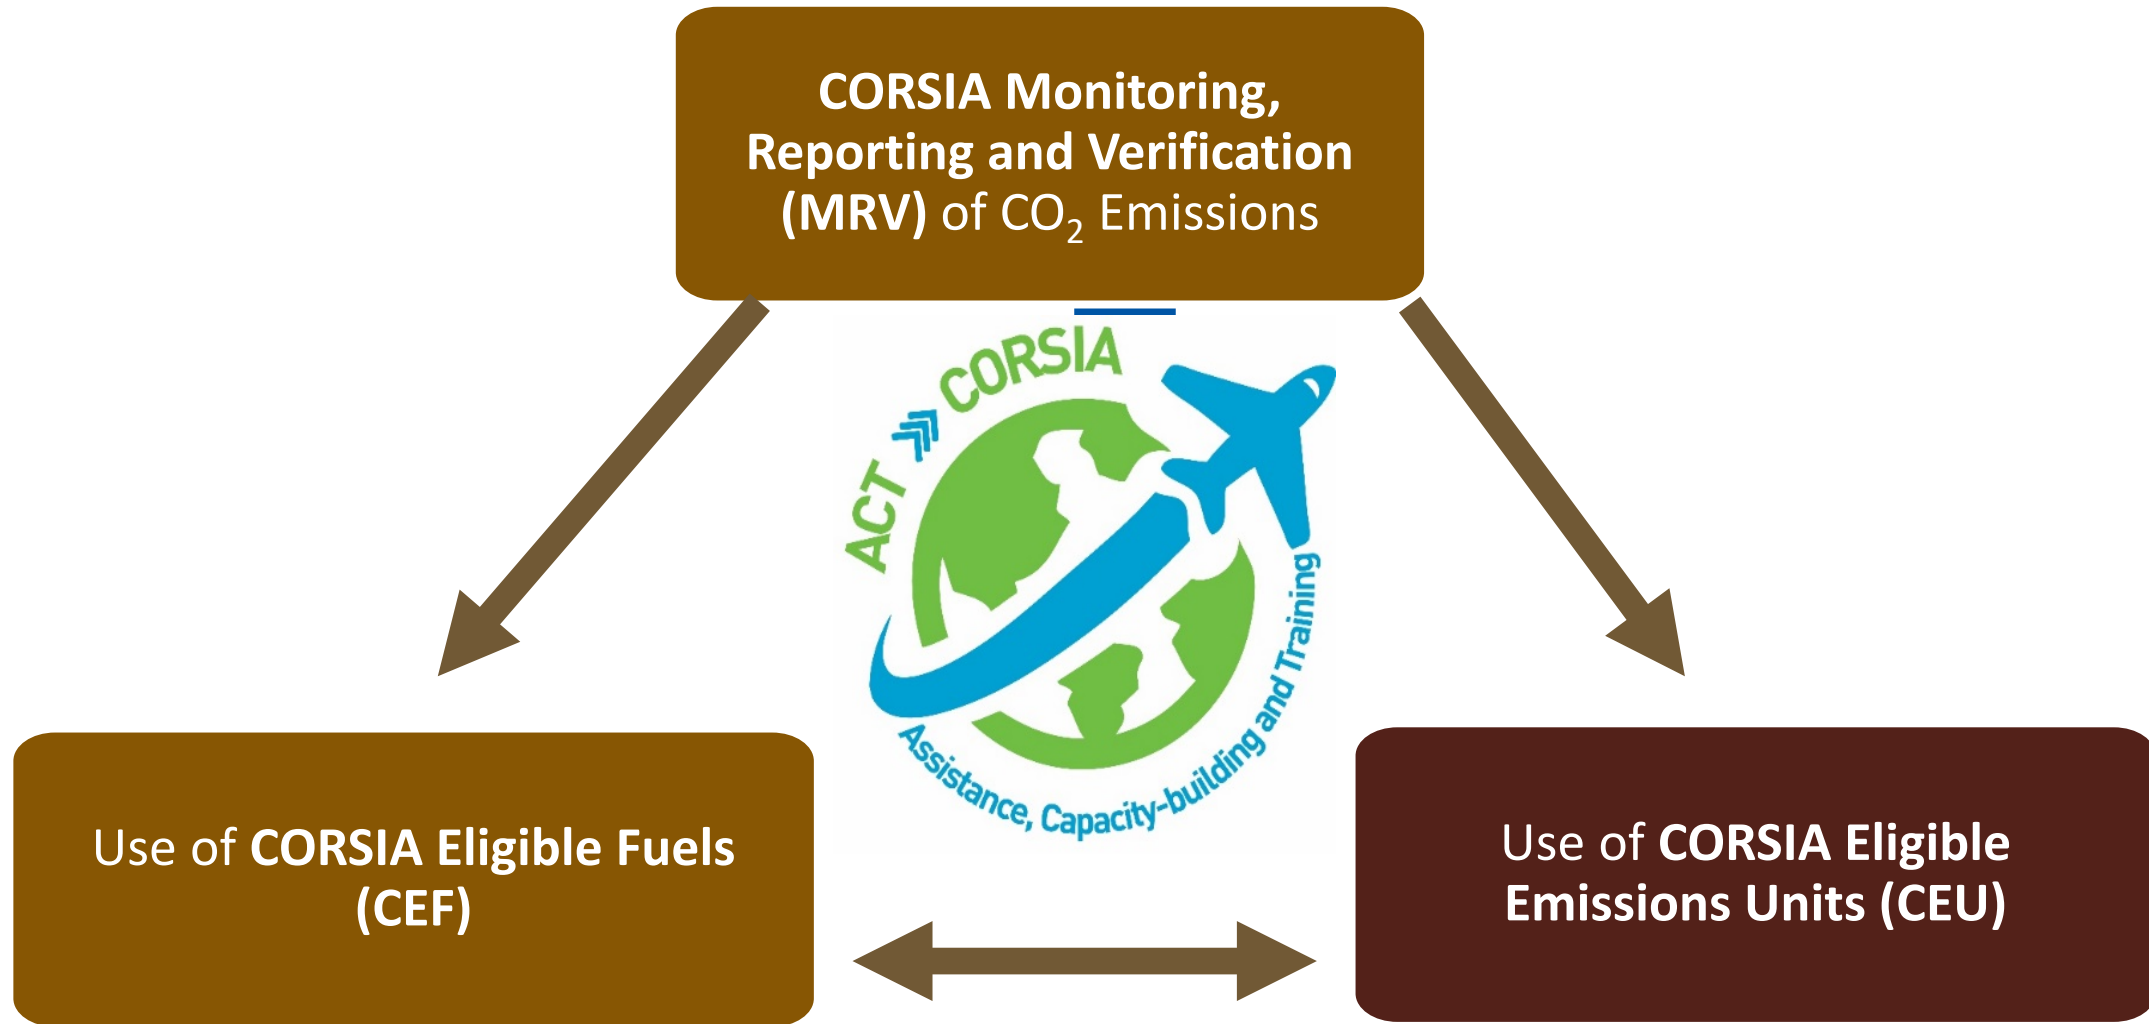 CORSIA Monitoring,
Reporting and Verification
(MRV) of CO₂ Emissions
ACT CORSIA
Assistance, Capacity-building and Training
Use of CORSIA Eligible Fuels
(CEF)
Use of CORSIA Eligible
Emissions Units (CEU)